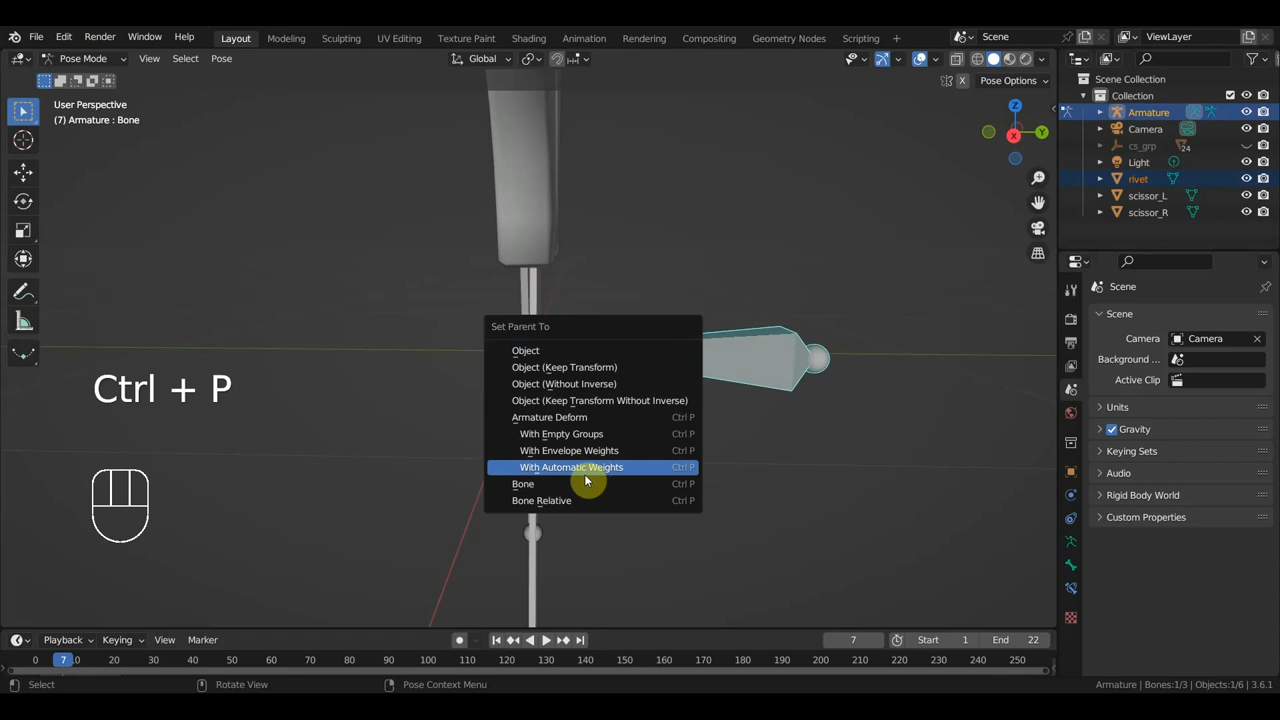 File Edit Render Window Help Layout Modeling Sculpting UV Editing Texture Paint Shading Animation Rendering Compositing Geometry Nodes Scripting + Scene ViewLayer
Pose Mode View Select Pose Global
X Pose Options
User Perspective
(7) Armature : Bone
Z
Y
X
Scene Collection
Collection
Armature
Camera
cs_grp 24
Light
rivet
scissor_L
scissor_R
Scene
Scene
Camera Camera
Background ...
Active Clip
Units
Gravity
Keying Sets
Audio
Rigid Body World
Custom Properties
Set Parent To
Object
Object (Keep Transform)
Object (Without Inverse)
Object (Keep Transform Without Inverse)
Armature Deform Ctrl P
With Empty Groups Ctrl P
With Envelope Weights Ctrl P
With Automatic Weights Ctrl P
Bone Ctrl P
Bone Relative Ctrl P
Ctrl + P
Playback Keying View Marker 7 Start 1 End 22
0 7 10 20 30 40 50 60 70 80 90 100 110 120 130 140 150 160 170 180 190 200 210 220 230 240 250
Select Rotate View Pose Context Menu Armature | Bones:1/3 | Objects:1/6 | 3.6.1